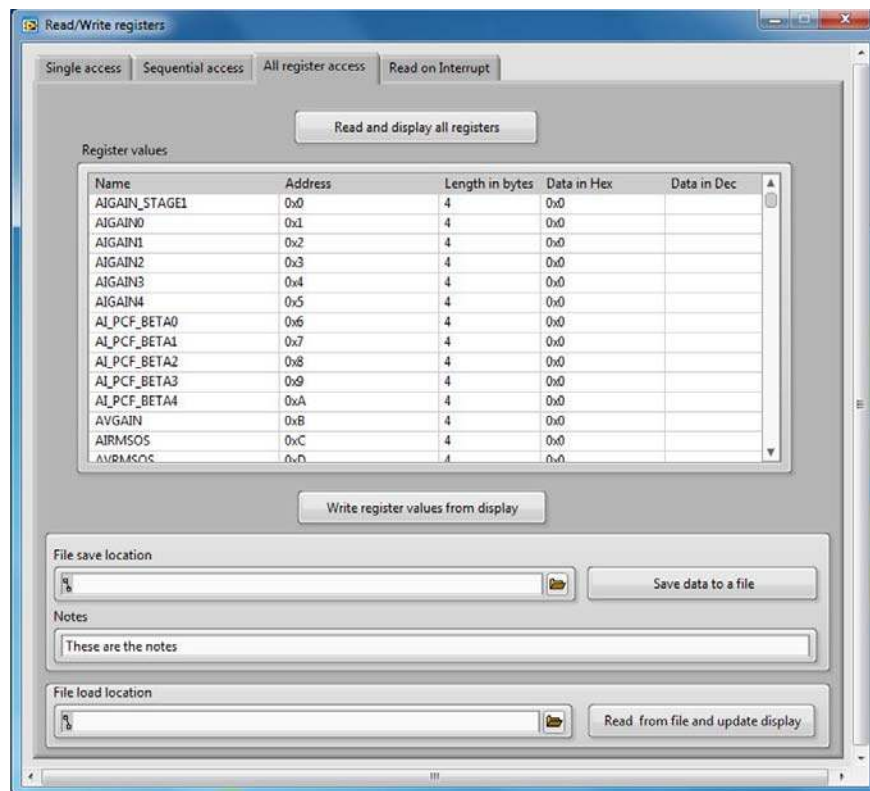 Read/Write registers
Single access Sequential access All register access Read on Interrupt
Read and display all registers
Register values
Name Address Length in bytes Data in Hex Data in Dec
AIGAIN_STAGE1 0x0 4 0x0
AIGAIN0 0x1 4 0x0
AIGAIN1 0x2 4 0x0
AIGAIN2 0x3 4 0x0
AIGAIN3 0x4 4 0x0
AIGAIN4 0x5 4 0x0
AI_PCF_BETA0 0x6 4 0x0
AI_PCF_BETA1 0x7 4 0x0
AI_PCF_BETA2 0x8 4 0x0
AI_PCF_BETA3 0x9 4 0x0
AI_PCF_BETA4 0xA 4 0x0
AVGAIN 0xB 4 0x0
AIRMSOS 0xC 4 0x0
AVRMSOS 0xD 4 0x0
Write register values from display
File save location
Save data to a file
Notes
These are the notes
File load location
Read from file and update display